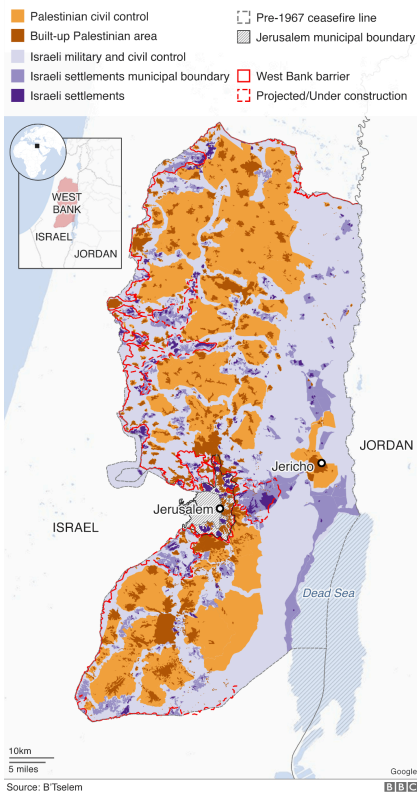 Palestinian civil control
Built-up Palestinian area
Israeli military and civil control
Israeli settlements municipal boundary
Israeli settlements
Pre-1967 ceasefire line
Jerusalem municipal boundary
West Bank barrier
Projected/Under construction
WEST
BANK
ISRAEL
JORDAN
JORDAN
Jericho
Jerusalem
ISRAEL
Dead Sea
10km
5 miles
Google
Source: B'Tselem
BBC